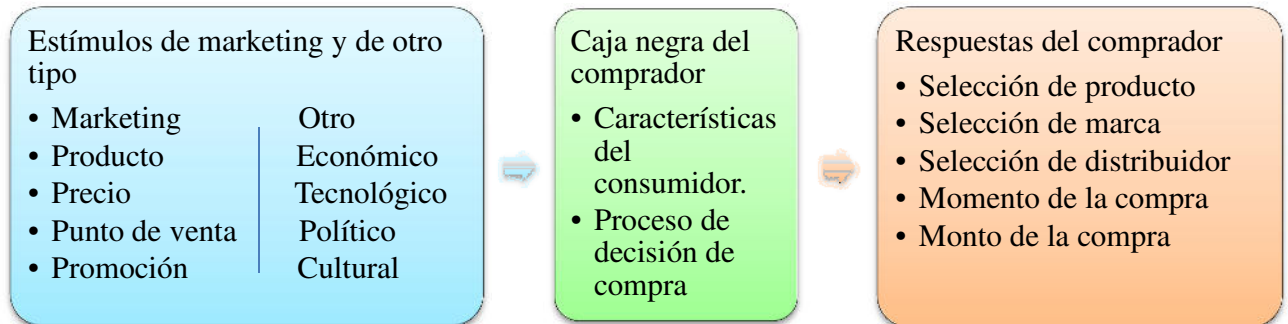 Estímulos de marketing y de otro
tipo
• Marketing Otro
• Producto Económico
• Precio Tecnológico
• Punto de venta Político
• Promoción Cultural
Caja negra del
comprador
• Características
del
consumidor.
• Proceso de
decisión de
compra
Respuestas del comprador
• Selección de producto
• Selección de marca
• Selección de distribuidor
• Momento de la compra
• Monto de la compra